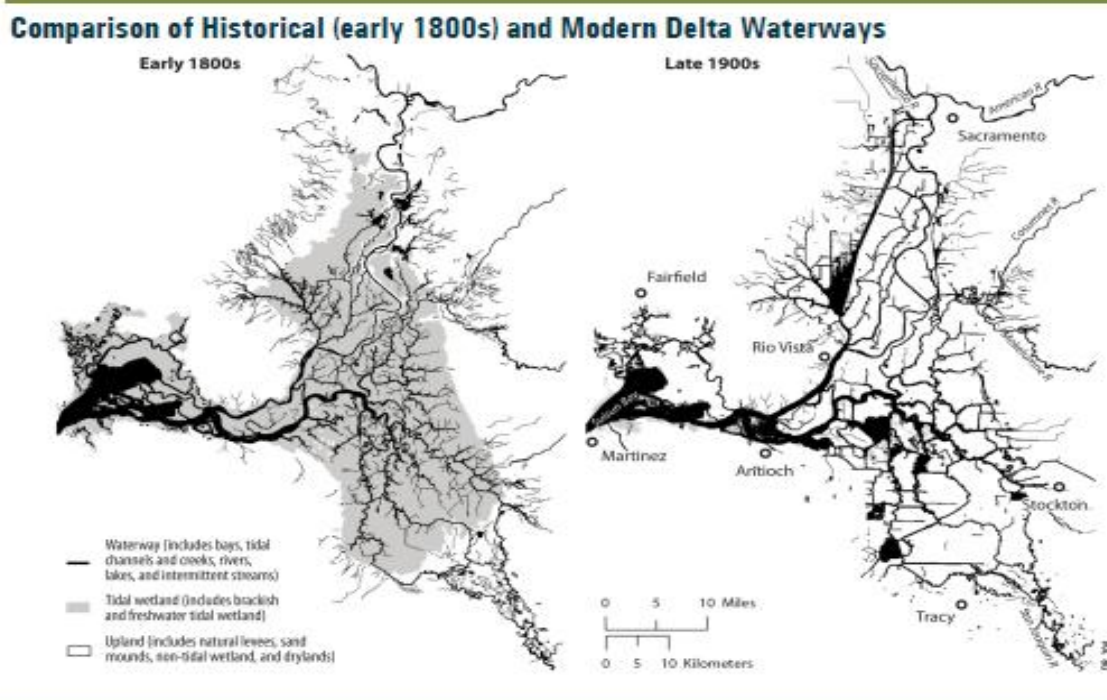 Comparison of Historical (early 1800s) and Modern Delta Waterways
Early 1800s
Late 1900s
American R
Sacramento
Cosumnes R
Fairfield
Rio Vista
Martinez
Antioch
Stockton
Tracy
Waterway (includes bays, tidal
channels and creeks, rivers,
lakes, and intermittent streams)
Tidal wetland (includes brackish
and freshwater tidal wetland)
Upland (includes natural levees, sand
mounds, non-tidal wetland, and drylands)
0 5 10 Miles
0 5 10 Kilometers